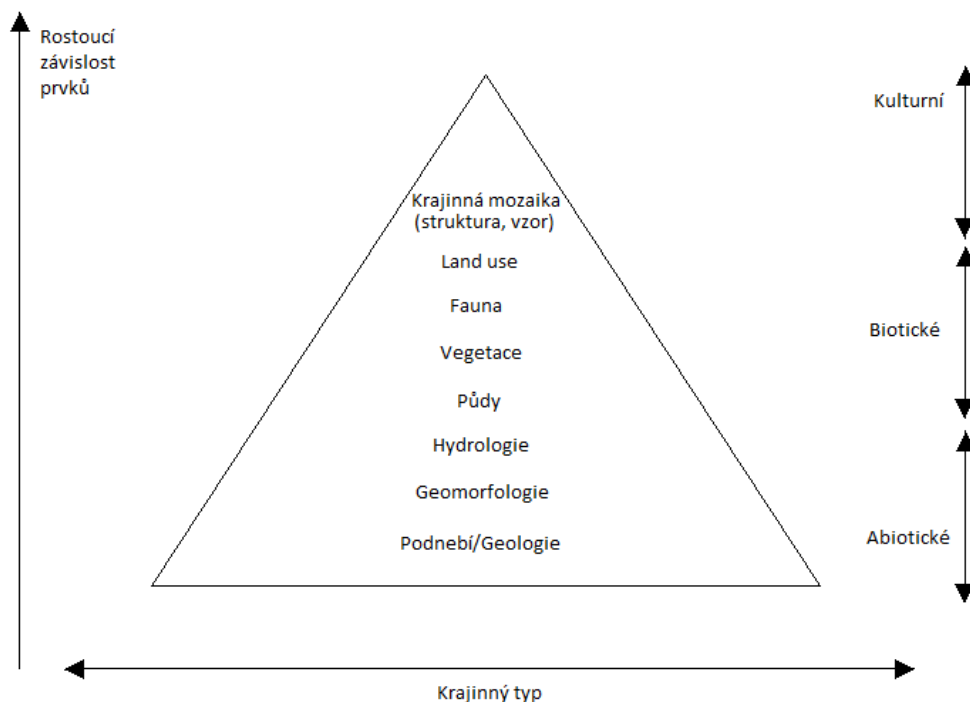 Rostoucí
závislost
prvků
Kulturní
Krajinná mozaika
(struktura, vzor)
Land use
Fauna
Biotické
Vegetace
Půdy
Hydrologie
Geomorfologie
Abiotické
Podnebí/Geologie
Krajinný typ